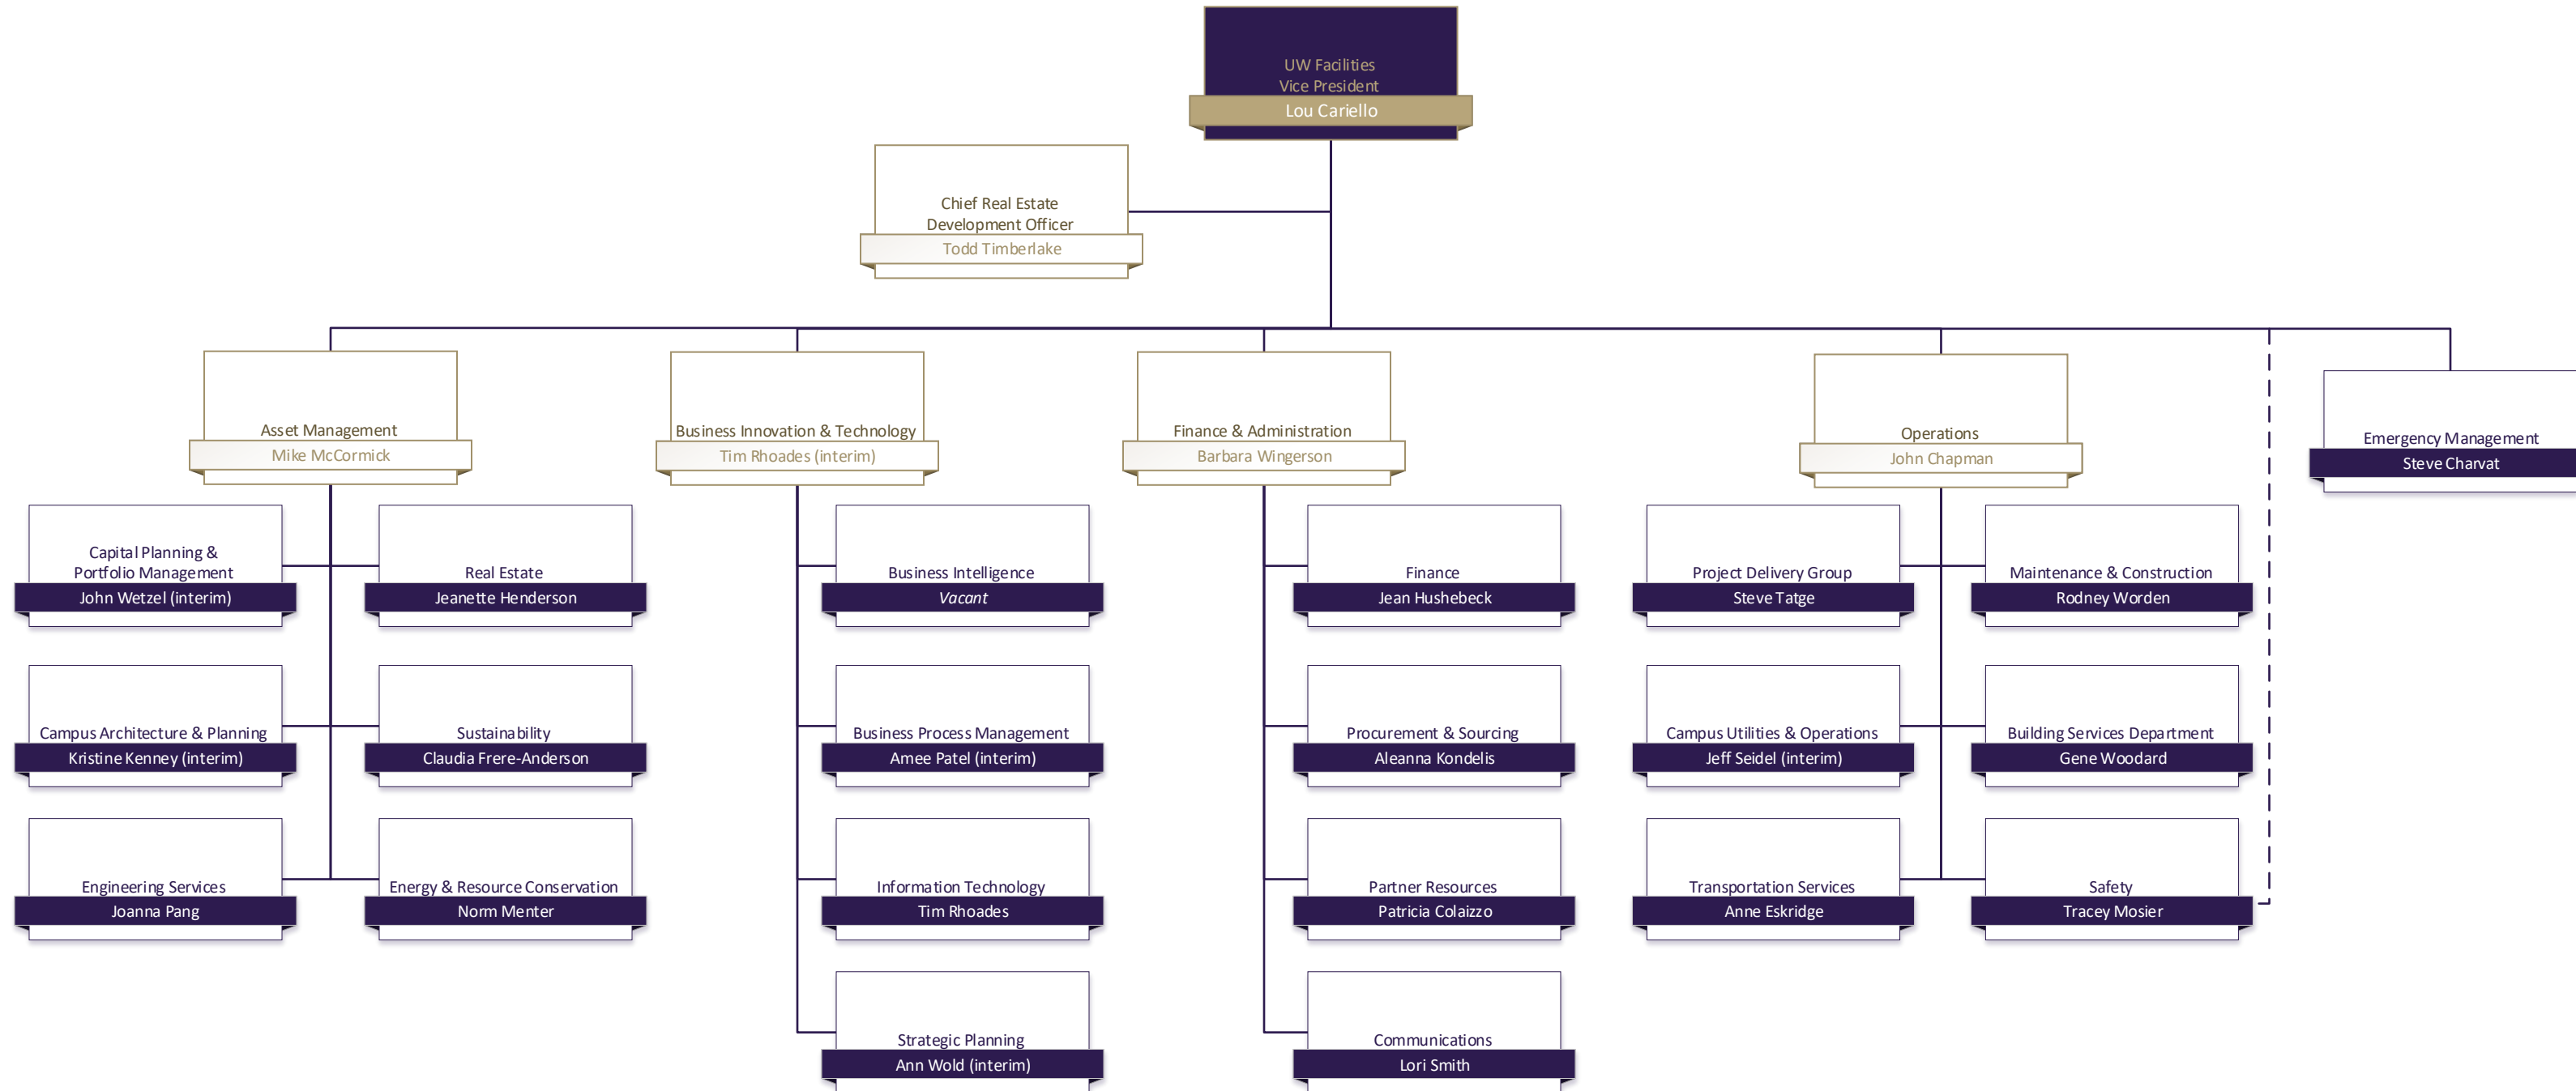 UW Facilities
Vice President
Lou Cariello
Chief Real Estate
Development Officer
Todd Timberlake
Asset Management
Mike McCormick
Business Innovation & Technology
Tim Rhoades (interim)
Finance & Administration
Barbara Wingerson
Operations
John Chapman
Emergency Management
Steve Charvat
Capital Planning &
Portfolio Management
John Wetzel (interim)
Real Estate
Jeanette Henderson
Business Intelligence
Vacant
Finance
Jean Hushebeck
Project Delivery Group
Steve Tatge
Maintenance & Construction
Rodney Worden
Campus Architecture & Planning
Kristine Kenney (interim)
Sustainability
Claudia Frere-Anderson
Business Process Management
Amee Patel (interim)
Procurement & Sourcing
Aleanna Kondelis
Campus Utilities & Operations
Jeff Seidel (interim)
Building Services Department
Gene Woodard
Engineering Services
Joanna Pang
Energy & Resource Conservation
Norm Menter
Information Technology
Tim Rhoades
Partner Resources
Patricia Colaizzo
Transportation Services
Anne Eskridge
Safety
Tracey Mosier
Strategic Planning
Ann Wold (interim)
Communications
Lori Smith